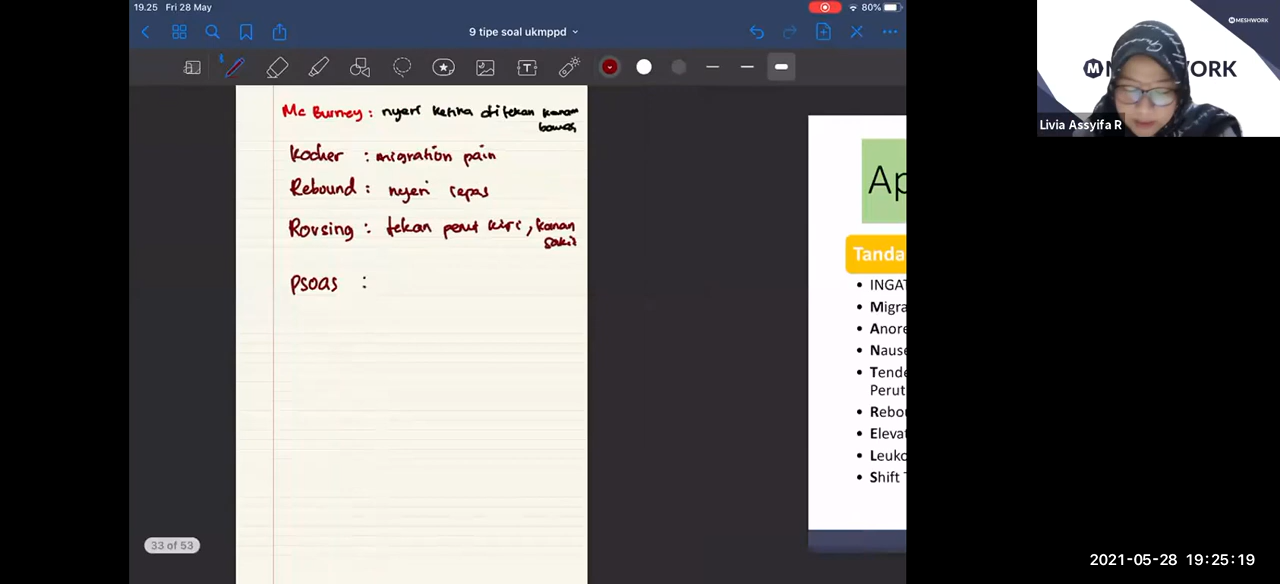 19.25 Fri 28 May
80%
9 tipe soal ukmppd
Mc Burney : nyeri ketika ditekan kanan
bawah
Kocher : migration pain
Rebound : nyeri lepas
Rovsing : tekan perut kiri, kanan
sakit
Psoas :
33 of 53
Ap
Tanda
• INGAT
• Migra
• Anore
• Nause
• Tende
Perut
• Rebou
• Elevat
• Leuko
• Shift T
MESHWORK
M WORK
Livia Assyifa R
2021-05-28 19:25:19